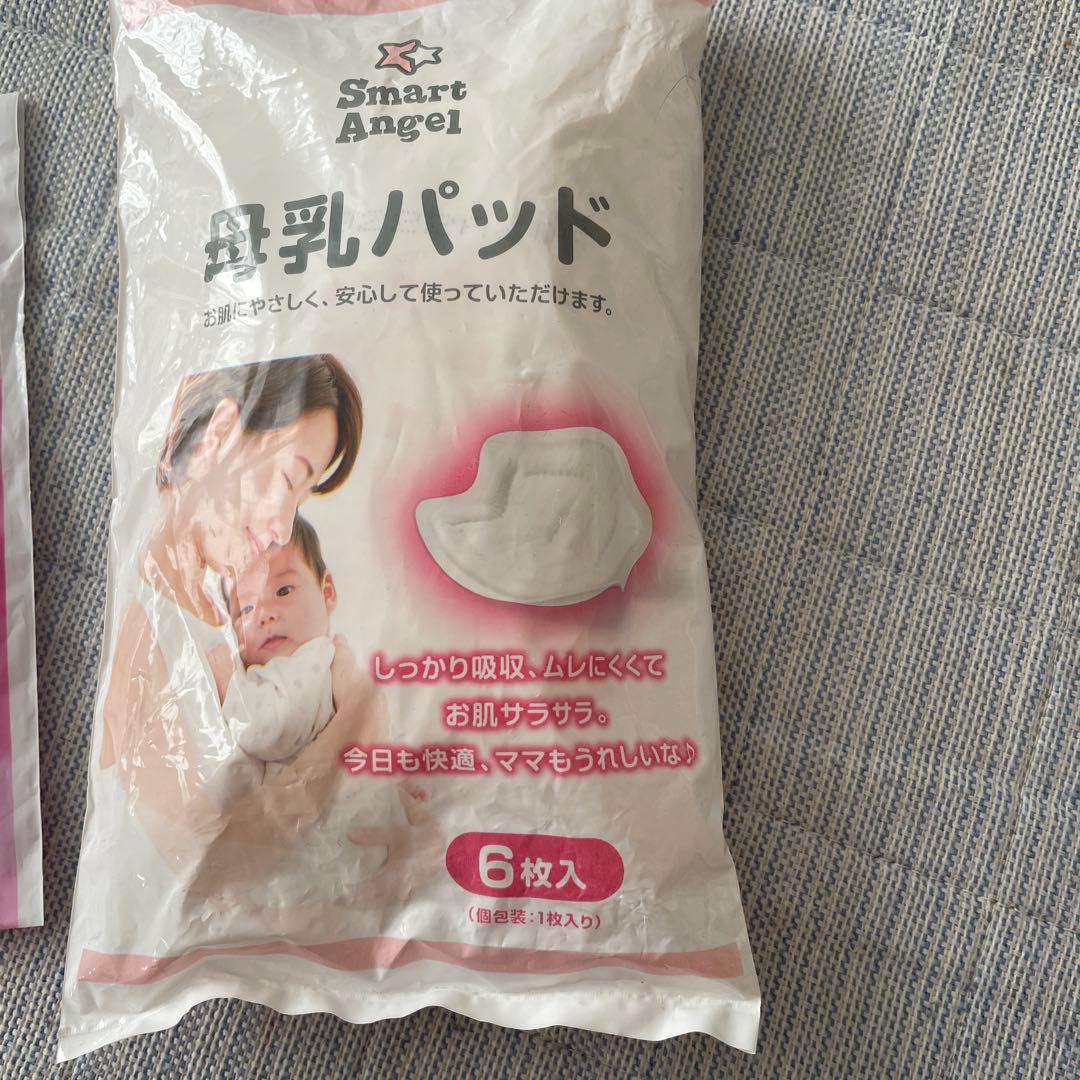 Smart
Angel
母乳パッド
お肌にやさしく、安心して使っていただけます。
しっかり吸収、ムレにくくて
お肌サラサラ。
今日も快適、ママもうれしいな♪
6枚入
(個包装:1枚入り)